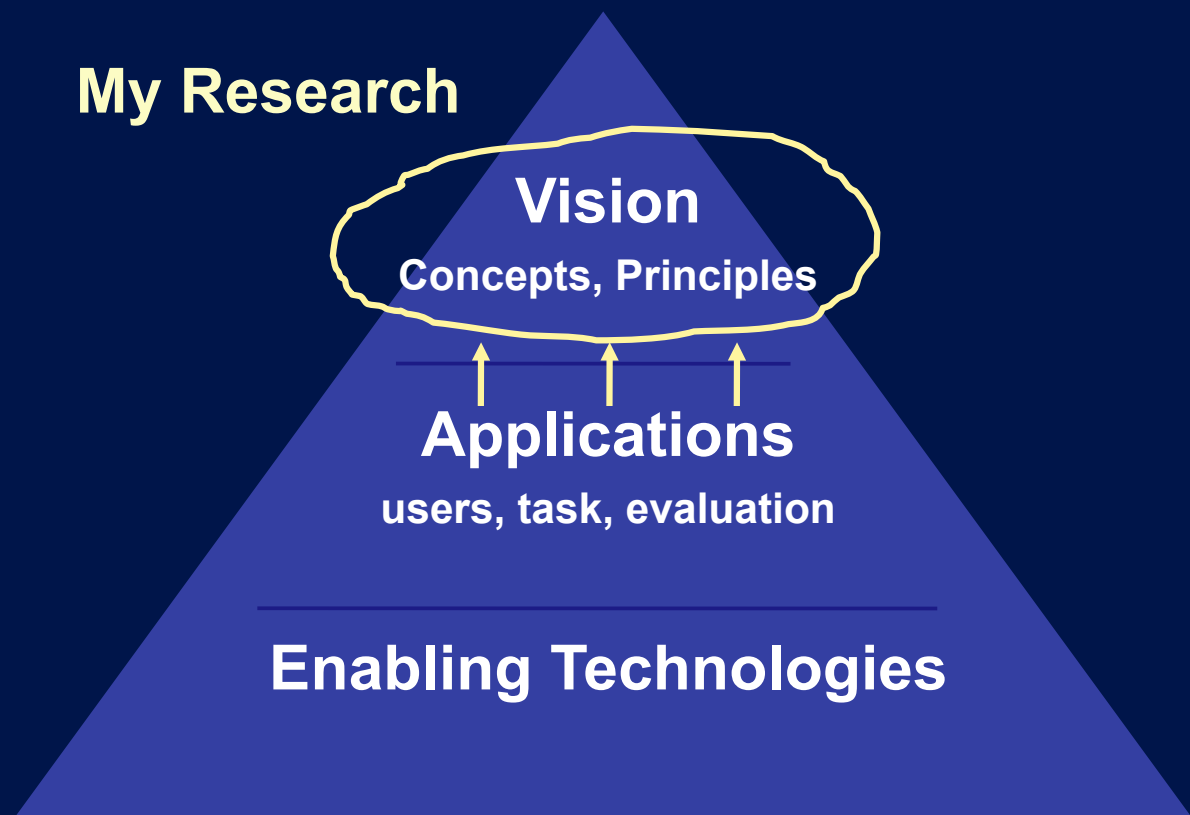 My Research
Vision
Concepts, Principles
Applications
users, task, evaluation
Enabling Technologies